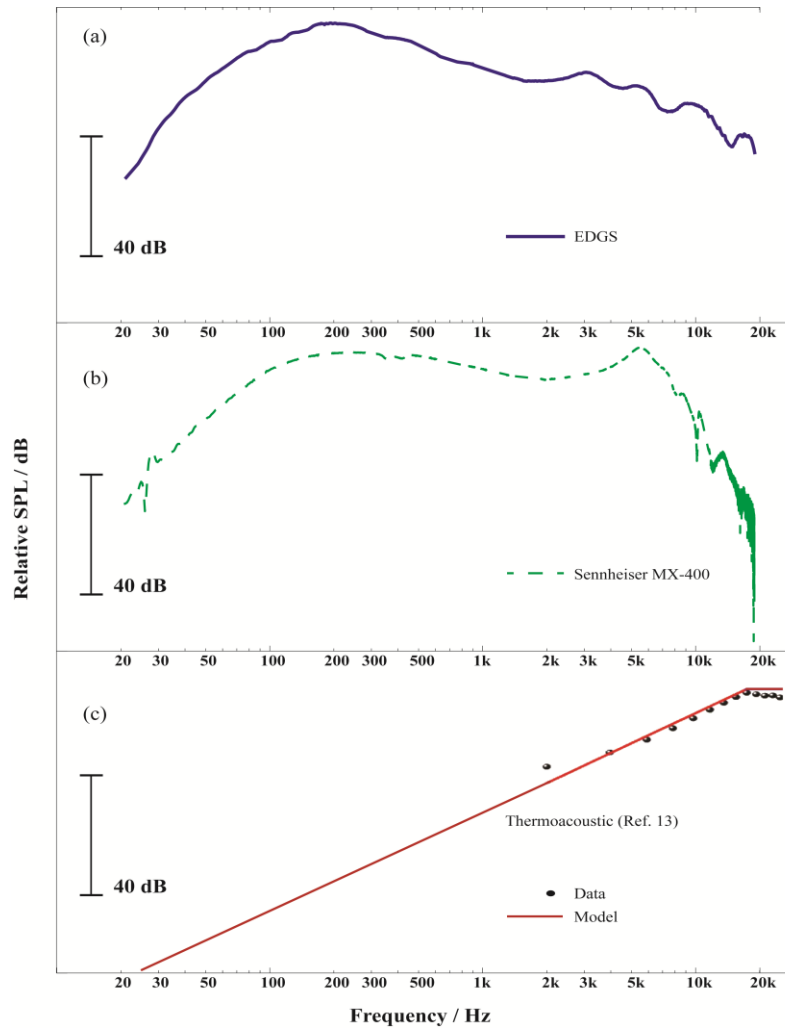 (a)
40 dB
EDGS
20 30 50 100 200 300 500 1k 2k 3k 5k 10k 20k
(b)
Relative SPL / dB
40 dB
Sennheiser MX-400
20 30 50 100 200 300 500 1k 2k 3k 5k 10k 20k
(c)
Thermoacoustic (Ref. 13)
40 dB
Data
Model
20 30 50 100 200 300 500 1k 2k 3k 5k 10k 20k
Frequency / Hz